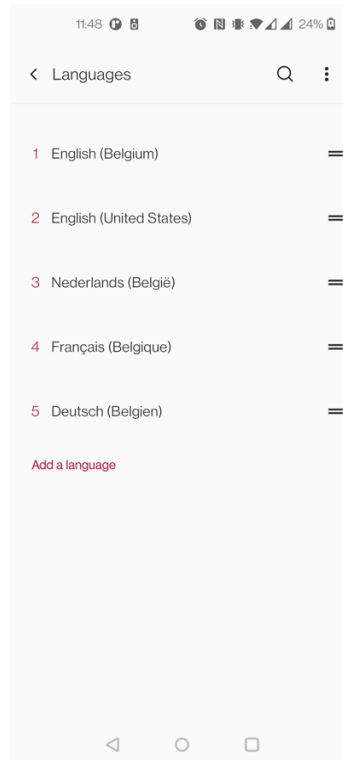 11:48 24%
Languages
1 English (Belgium)
2 English (United States)
3 Nederlands (België)
4 Français (Belgique)
5 Deutsch (Belgien)
Add a language